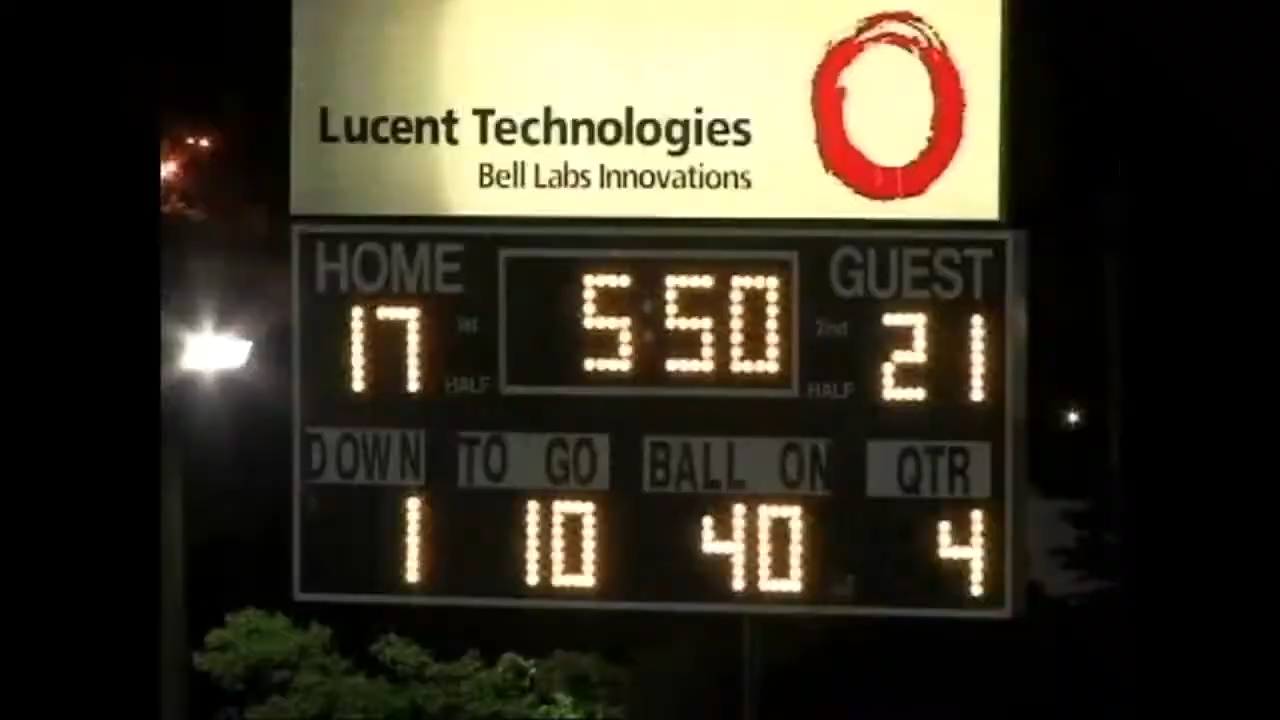 Lucent Technologies
Bell Labs Innovations
HOME 5:50 GUEST
17 1st HALF 2nd HALF 21
DOWN TO GO BALL ON QTR
1 10 40 4